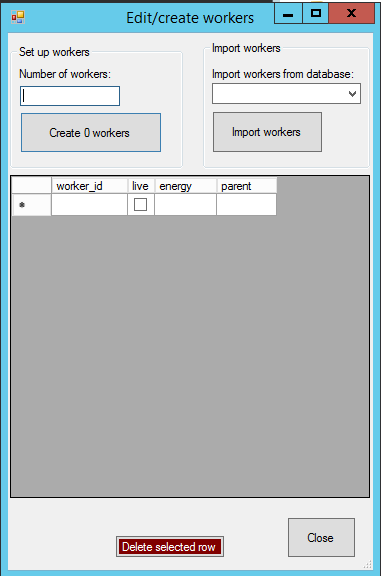 Edit/create workers
Set up workers
Number of workers:
Create 0 workers
Import workers
Import workers from database:
Import workers
worker_id live energy parent
Delete selected row
Close